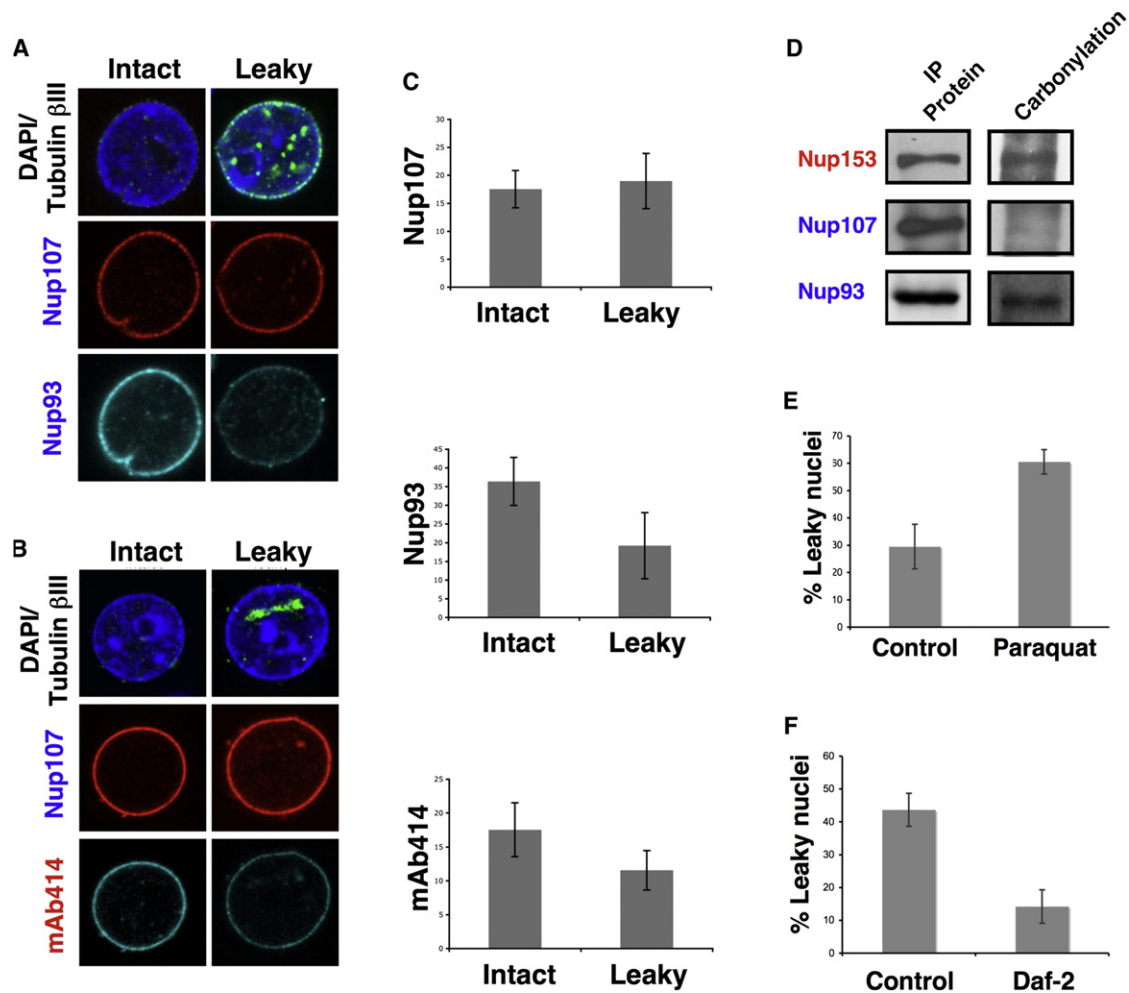 A
Intact Leaky
DAPI/
Tubulin βIII
Nup107
Nup93
B
Intact Leaky
DAPI/
Tubulin βIII
Nup107
mAb414
C
Nup107
30
25
20
15
10
5
0
Intact Leaky
Nup93
45
40
35
30
25
20
15
10
5
0
Intact Leaky
mAb414
25
20
15
10
5
0
Intact Leaky
D
IP
Protein
Carbonylation
Nup153
Nup107
Nup93
E
% Leaky nuclei
70
60
50
40
30
20
10
0
Control Paraquat
F
% Leaky nuclei
60
50
40
30
20
10
0
Control Daf-2